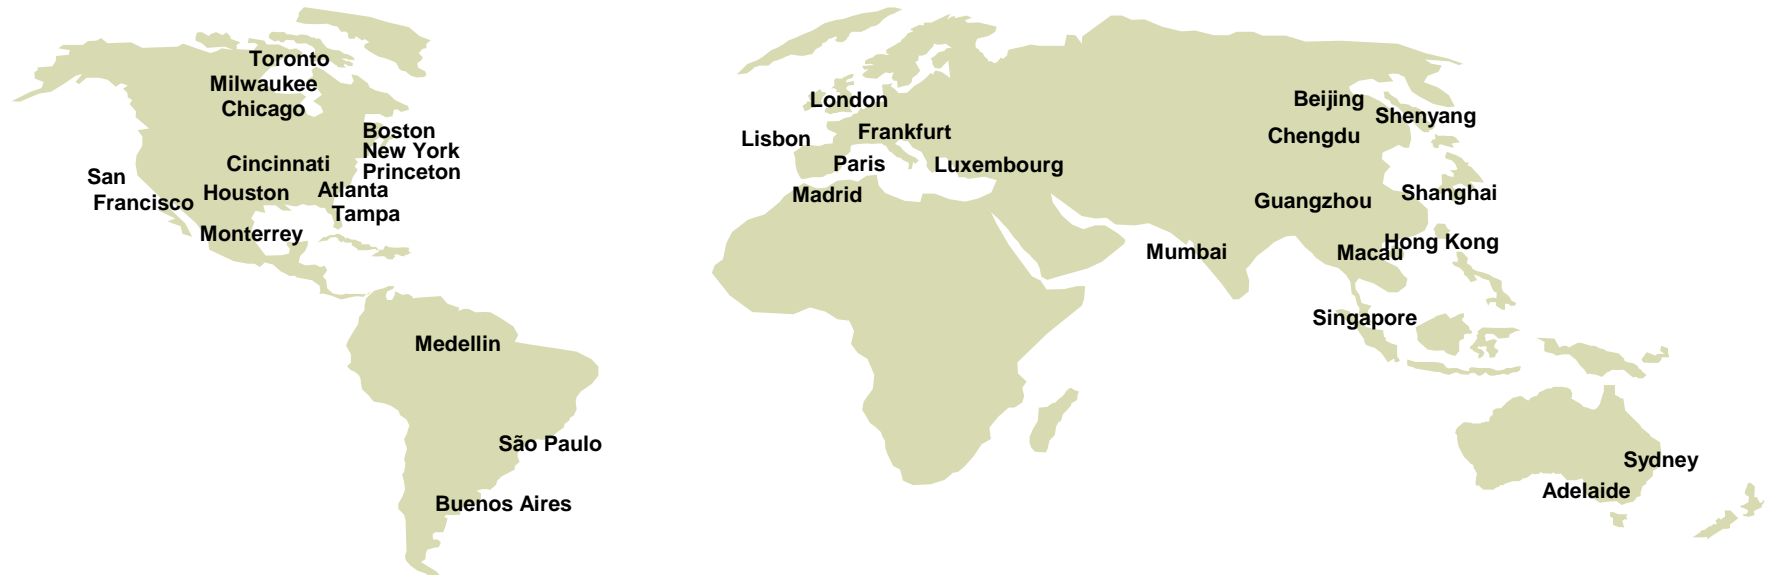 Toronto
Milwaukee
Chicago
Boston
New York
Princeton
Cincinnati
San
Francisco
Houston
Atlanta
Tampa
Monterrey
Medellin
São Paulo
Buenos Aires
London
Lisbon
Frankfurt
Paris
Luxembourg
Madrid
Beijing
Shenyang
Chengdu
Shanghai
Guangzhou
Hong Kong
Macau
Mumbai
Singapore
Sydney
Adelaide